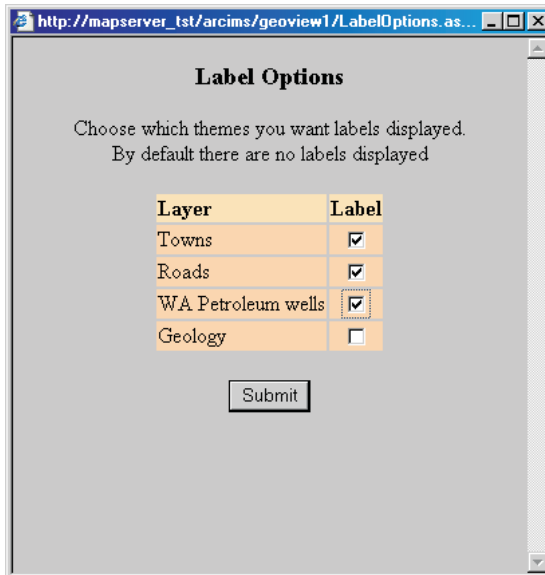 http://mapserver_tst/arcims/geoview1/LabelOptions.as...
Label Options
Choose which themes you want labels displayed.
By default there are no labels displayed
Layer Label
Towns
Roads
WA Petroleum wells
Geology
Submit